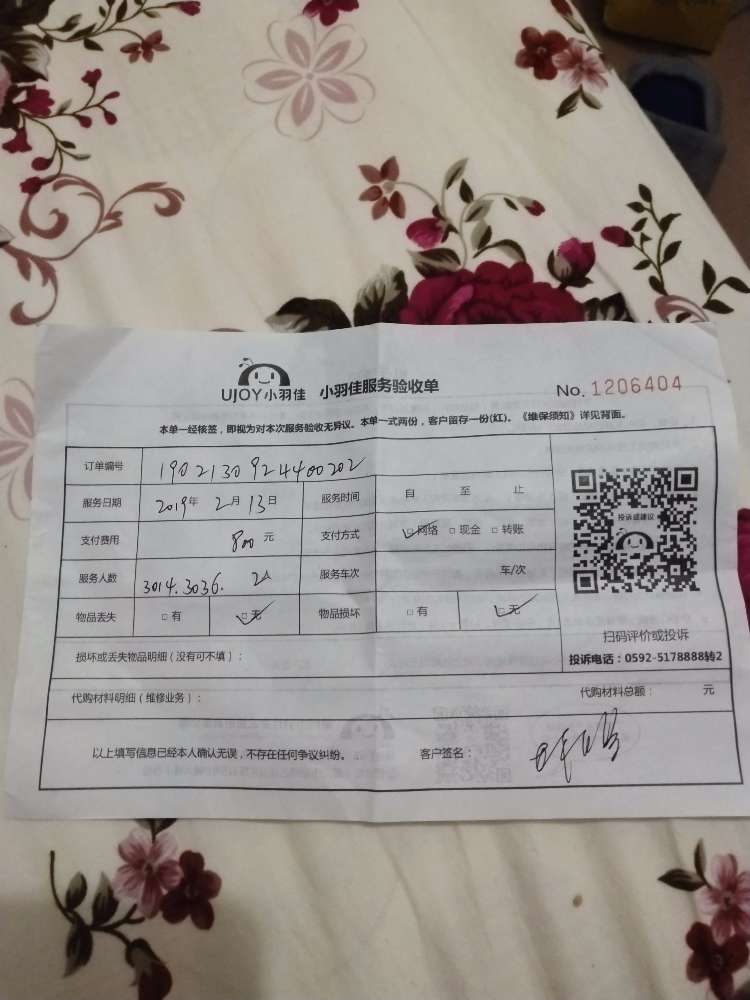 UJOY小羽佳 小羽佳服务验收单 No. 1206404
本单一经核签，即视为对本次服务验收无异议。本单一式两份，客户留存一份(红)。《维保须知》详见背面。
订单编号 19021309244400202
服务日期 2019年 2月 13日 服务时间 自 至 止
支付费用 800 元 支付方式 □网络 □现金 □转账
投诉或建议
服务人数 3014.3036. 2人 服务车次 车/次
物品丢失 □有 □无 物品损坏 □有 □无
扫码评价或投诉
损坏或丢失物品明细（没有可不填）：
投诉电话：0592-5178888转2
代购材料明细（维修业务）： 代购材料总额： 元
以上填写信息已经本人确认无误，不存在任何争议纠纷。 客户签名：